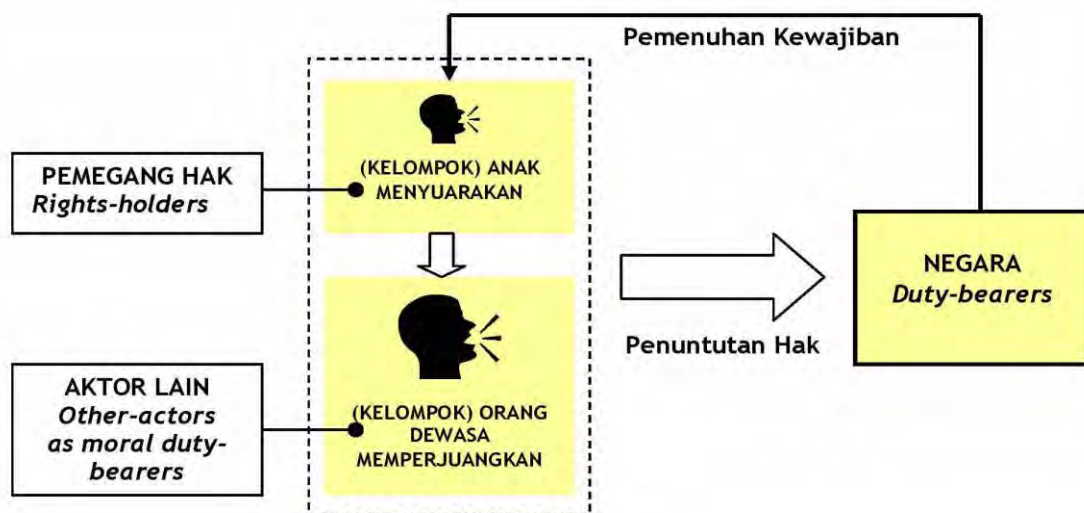 Pemenuhan Kewajiban
(KELOMPOK) ANAK
MENYUARAKAN
PEMEGANG HAK
Rights-holders
NEGARA
Duty-bearers
Penuntutan Hak
AKTOR LAIN
Other-actors
as moral duty-
bearers
(KELOMPOK) ORANG
DEWASA
MEMPERJUANGKAN